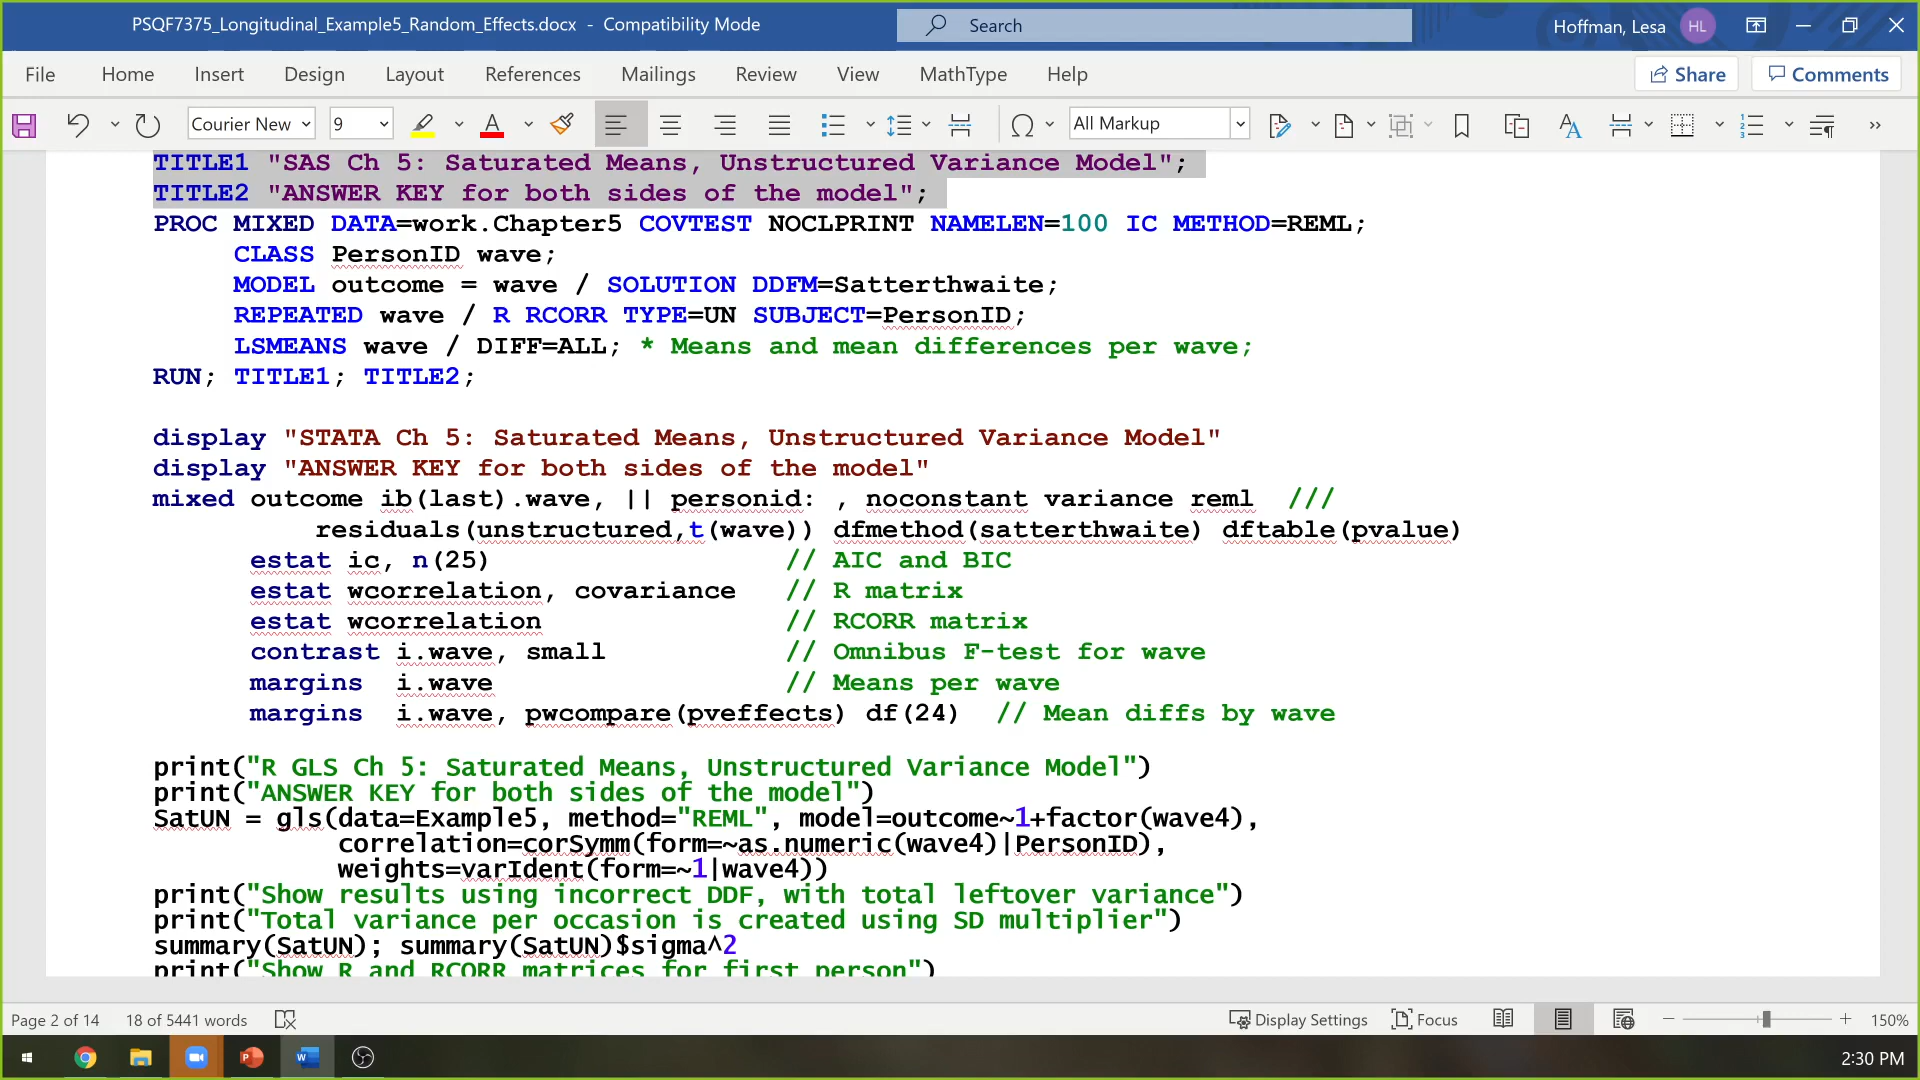 PSQF7375_Longitudinal_Example5_Random_Effects.docx - Compatibility Mode
Search
Hoffman, Lesa HL
File Home Insert Design Layout References Mailings Review View MathType Help
Share Comments
Courier New 9 All Markup
TITLE1 "SAS Ch 5: Saturated Means, Unstructured Variance Model";
TITLE2 "ANSWER KEY for both sides of the model";
PROC MIXED DATA=work.Chapter5 COVTEST NOCLPRINT NAMELEN=100 IC METHOD=REML;
CLASS PersonID wave;
MODEL outcome = wave / SOLUTION DDFM=Satterthwaite;
REPEATED wave / R RCORR TYPE=UN SUBJECT=PersonID;
LSMEANS wave / DIFF=ALL; * Means and mean differences per wave;
RUN; TITLE1; TITLE2;
display "STATA Ch 5: Saturated Means, Unstructured Variance Model"
display "ANSWER KEY for both sides of the model"
mixed outcome ib(last).wave, || personid: , noconstant variance reml ///
residuals(unstructured,t(wave)) dfmethod(satterthwaite) dftable(pvalue)
estat ic, n(25) // AIC and BIC
estat wcorrelation, covariance // R matrix
estat wcorrelation // RCORR matrix
contrast i.wave, small // Omnibus F-test for wave
margins i.wave // Means per wave
margins i.wave, pwcompare(pveffects) df(24) // Mean diffs by wave
print("R GLS Ch 5: Saturated Means, Unstructured Variance Model")
print("ANSWER KEY for both sides of the model")
SatUN = gls(data=Example5, method="REML", model=outcome~1+factor(wave4),
correlation=corSymm(form=~as.numeric(wave4)|PersonID),
weights=varIdent(form=~1|wave4))
print("Show results using incorrect DDF, with total leftover variance")
print("Total variance per occasion is created using SD multiplier")
summary(SatUN); summary(SatUN)$sigma^2
print("Show R and RCORR matrices for first person")
Page 2 of 14 18 of 5441 words Display Settings Focus 150%
2:30 PM